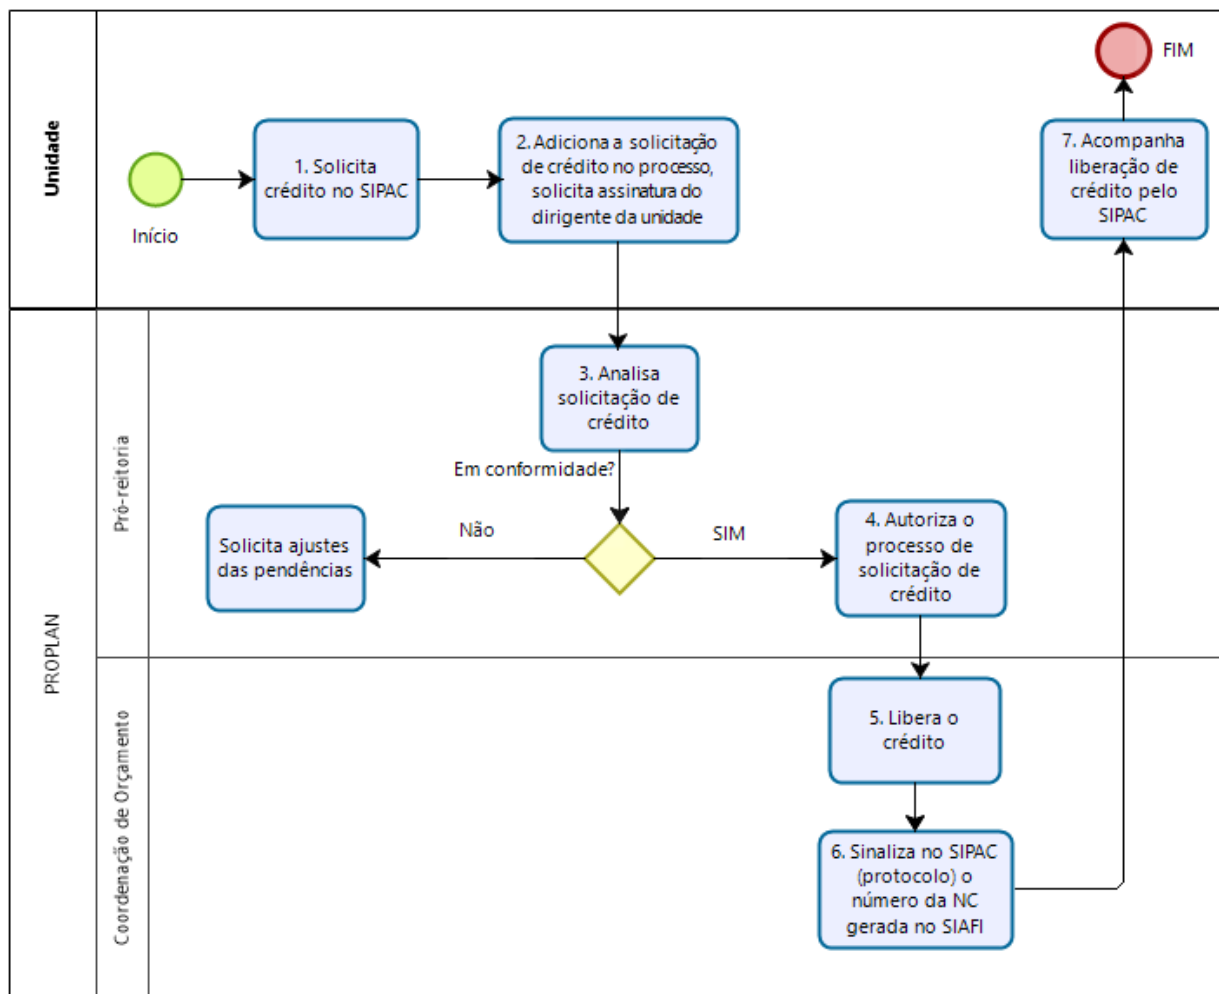 Unidade
Início
1. Solicita
crédito no SIPAC
2. Adiciona a solicitação
de crédito no processo,
solicita assinatura do
dirigente da unidade
FIM
7. Acompanha
liberação de
crédito pelo
SIPAC
PROPLAN
Pró-reitoria
3. Analisa
solicitação de
crédito
Em conformidade?
Não
SIM
Solicita ajustes
das pendências
4. Autoriza o
processo de
solicitação de
crédito
Coordenação de Orçamento
5. Libera o
crédito
6. Sinaliza no SIPAC
(protocolo) o
número da NC
gerada no SIAFI